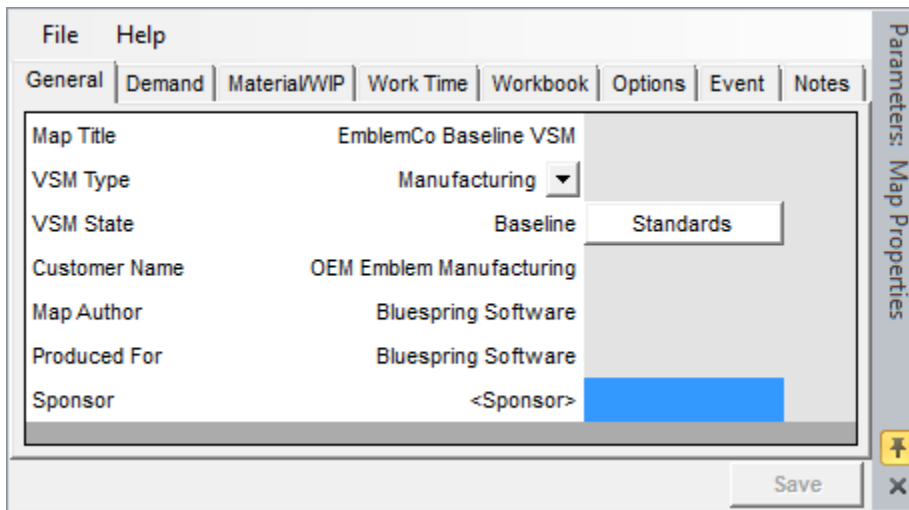 File Help
General Demand Material/WIP Work Time Workbook Options Event Notes
Map Title EmblemCo Baseline VSM
VSM Type Manufacturing
VSM State Baseline Standards
Customer Name OEM Emblem Manufacturing
Map Author Bluespring Software
Produced For Bluespring Software
Sponsor <Sponsor>
Save
Parameters: Map Properties